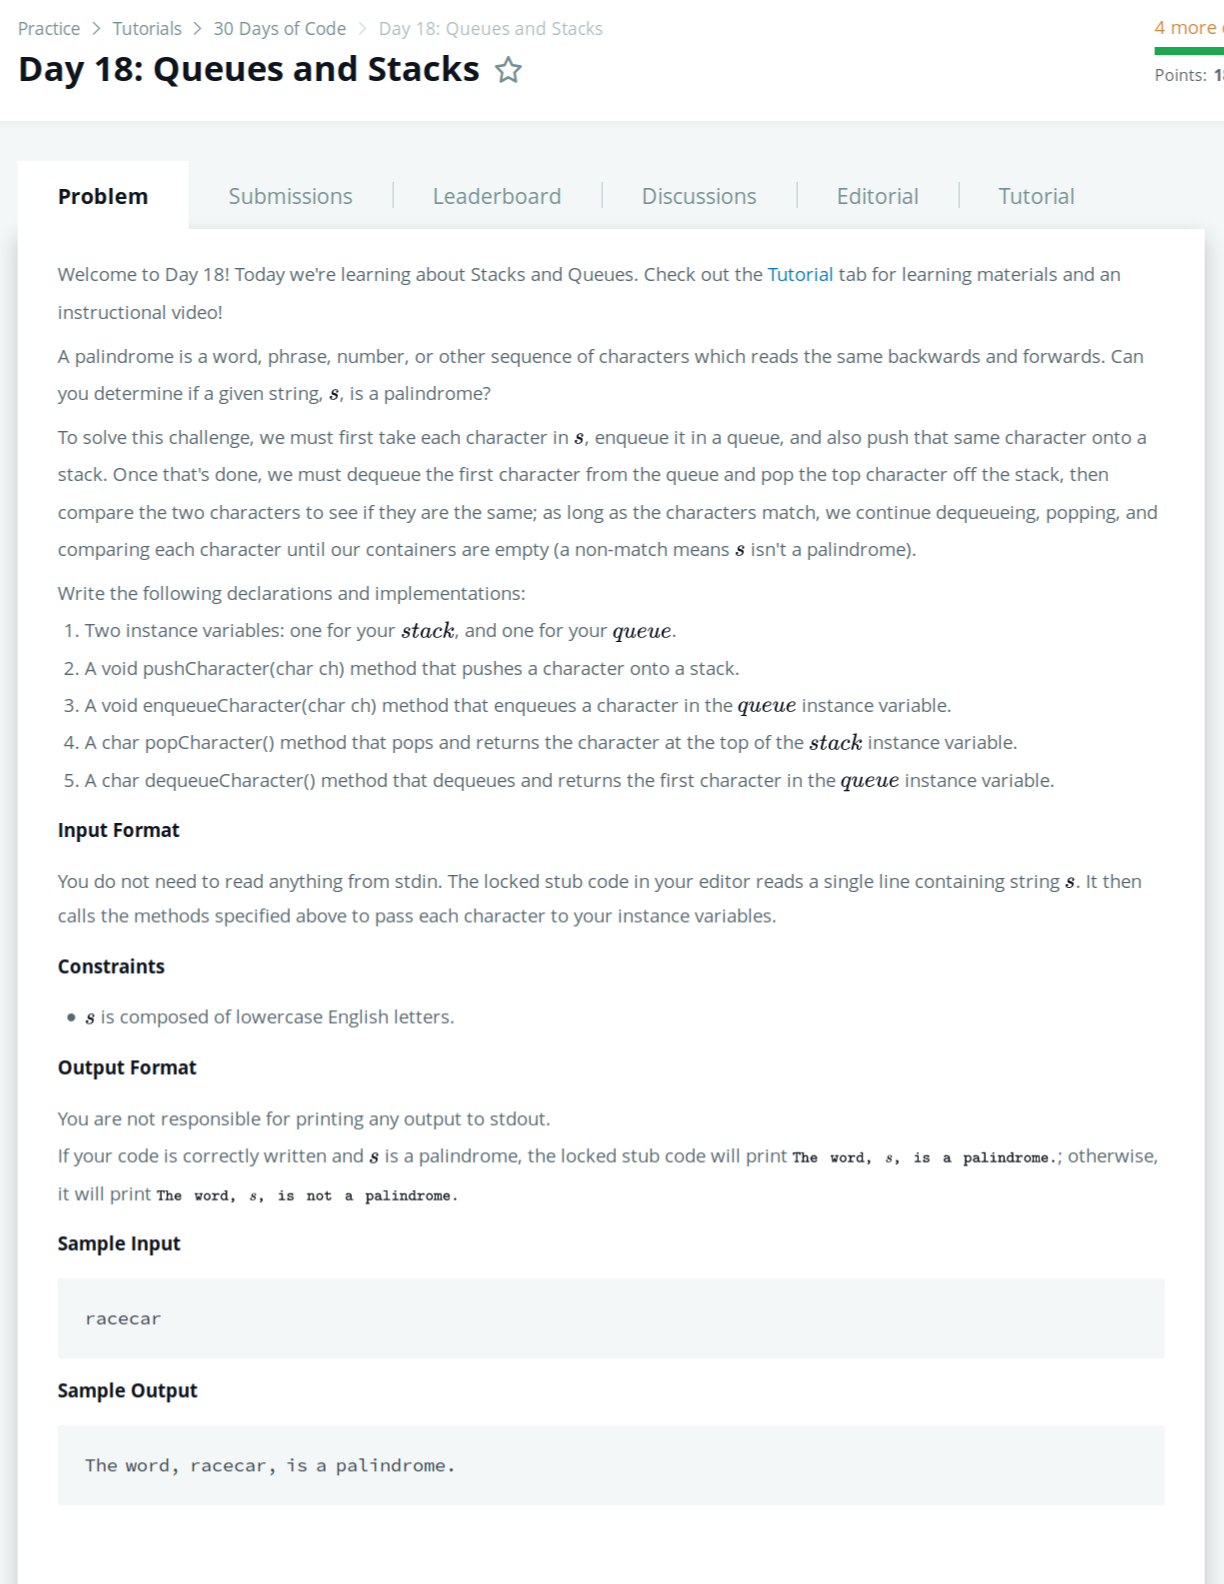 Practice > Tutorials > 30 Days of Code > Day 18: Queues and Stacks
4 more
Day 18: Queues and Stacks
Points:
Problem
Submissions
Leaderboard
Discussions
Editorial
Tutorial
Welcome to Day 18! Today we're learning about Stacks and Queues. Check out the Tutorial tab for learning materials and an
instructional video!
A palindrome is a word, phrase, number, or other sequence of characters which reads the same backwards and forwards. Can
you determine if a given string, s, is a palindrome?
To solve this challenge, we must first take each character in s, enqueue it in a queue, and also push that same character onto a
stack. Once that's done, we must dequeue the first character from the queue and pop the top character off the stack, then
compare the two characters to see if they are the same; as long as the characters match, we continue dequeueing, popping, and
comparing each character until our containers are empty (a non-match means s isn't a palindrome).
Write the following declarations and implementations:
1. Two instance variables: one for your stack, and one for your queue.
2. A void pushCharacter(char ch) method that pushes a character onto a stack.
3. A void enqueueCharacter(char ch) method that enqueues a character in the queue instance variable.
4. A char popCharacter() method that pops and returns the character at the top of the stack instance variable.
5. A char dequeueCharacter() method that dequeues and returns the first character in the queue instance variable.
Input Format
You do not need to read anything from stdin. The locked stub code in your editor reads a single line containing string s. It then
calls the methods specified above to pass each character to your instance variables.
Constraints
• s is composed of lowercase English letters.
Output Format
You are not responsible for printing any output to stdout.
If your code is correctly written and s is a palindrome, the locked stub code will print The word, s, is a palindrome.; otherwise,
it will print The word, s, is not a palindrome.
Sample Input
racecar
Sample Output
The word, racecar, is a palindrome.